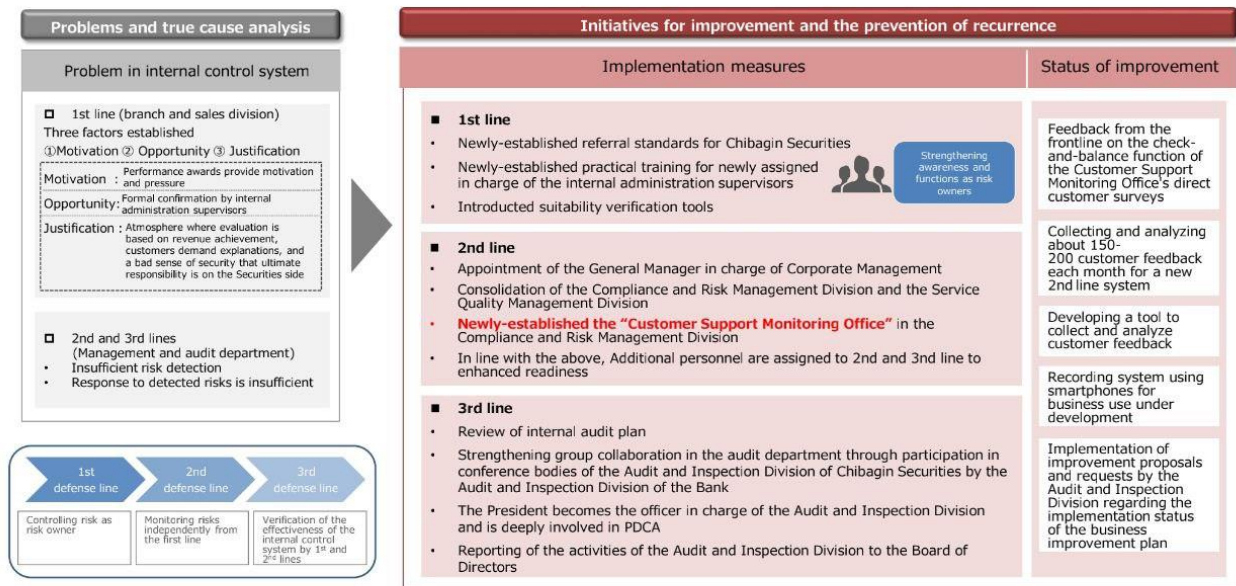 Problems and true cause analysis
Problem in internal control system
1st line (branch and sales division)
Three factors established
①Motivation ② Opportunity ③ Justification
Motivation : Performance awards provide motivation
and pressure
Opportunity: Formal confirmation by internal
administration supervisors
Justification : Atmosphere where evaluation is
based on revenue achievement,
customers demand explanations, and
a bad sense of security that ultimate
responsibility is on the Securities side
2nd and 3rd lines
(Management and audit department)
• Insufficient risk detection
• Response to detected risks is insufficient
1st
defense line
2nd
defense line
3rd
defense line
Controlling risk as
risk owner
Monitoring risks
independently from
the first line
Verification of the
effectiveness of the
internal control
system by 1st and
2nd lines
Initiatives for improvement and the prevention of recurrence
Implementation measures
■ 1st line
• Newly-established referral standards for Chibagin Securities
• Newly-established practical training for newly assigned
in charge of the internal administration supervisors
• Introducted suitability verification tools
Strengthening
awareness and
functions as risk
owners
■ 2nd line
• Appointment of the General Manager in charge of Corporate Management
• Consolidation of the Compliance and Risk Management Division and the Service
Quality Management Division
• Newly-established the “Customer Support Monitoring Office” in the
Compliance and Risk Management Division
• In line with the above, Additional personnel are assigned to 2nd and 3rd line to
enhanced readiness
■ 3rd line
• Review of internal audit plan
• Strengthening group collaboration in the audit department through participation in
conference bodies of the Audit and Inspection Division of Chibagin Securities by the
Audit and Inspection Division of the Bank
• The President becomes the officer in charge of the Audit and Inspection Division
and is deeply involved in PDCA
• Reporting of the activities of the Audit and Inspection Division to the Board of
Directors
Status of improvement
Feedback from the
frontline on the check-
and-balance function of
the Customer Support
Monitoring Office's direct
customer surveys
Collecting and analyzing
about 150-
200 customer feedback
each month for a new
2nd line system
Developing a tool to
collect and analyze
customer feedback
Recording system using
smartphones for
business use under
development
Implementation of
improvement proposals
and requests by the
Audit and Inspection
Division regarding the
implementation status
of the business
improvement plan